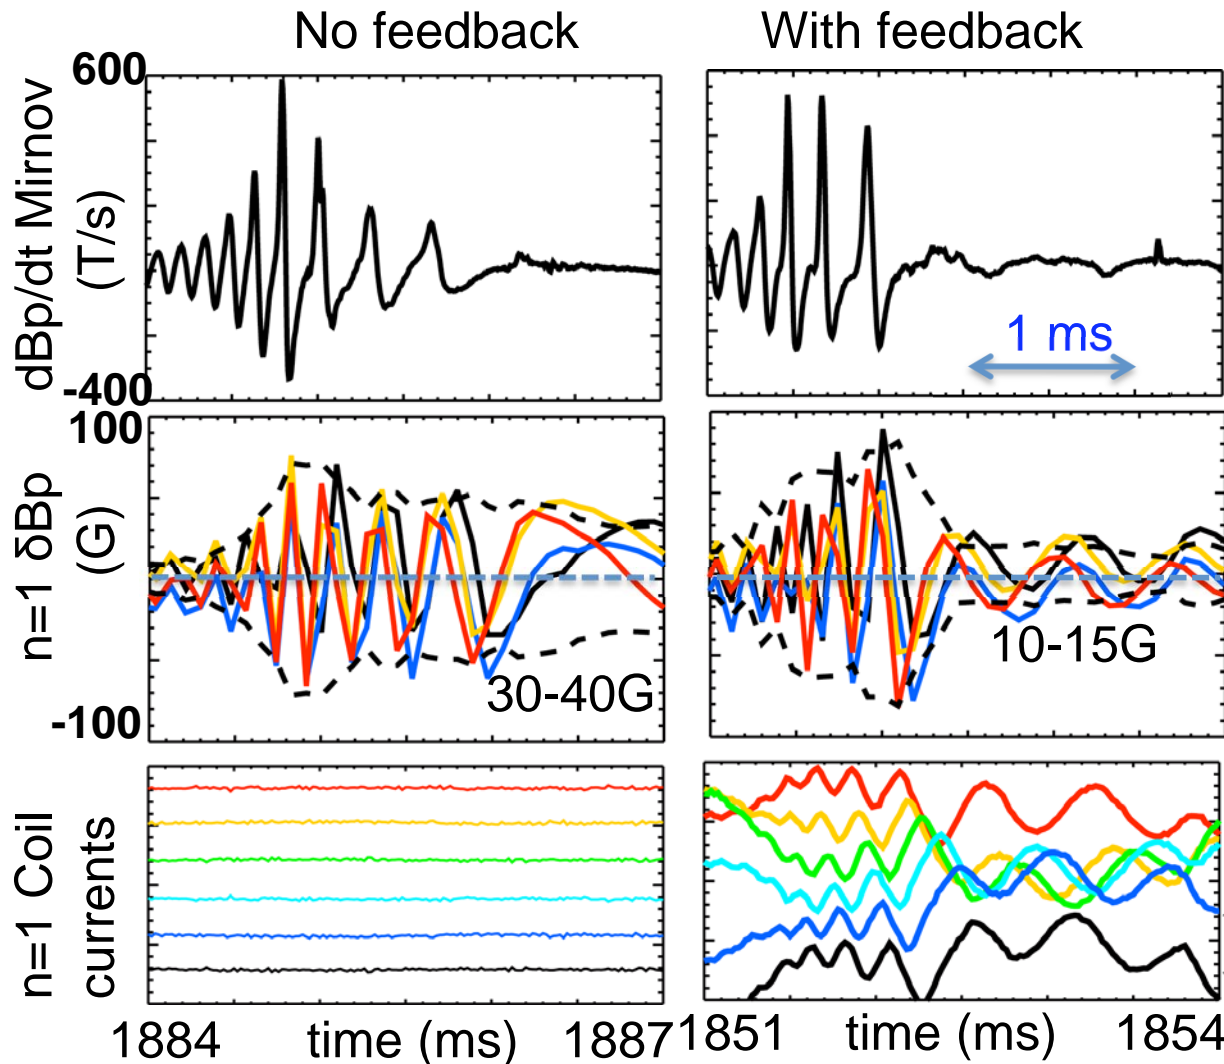 No feedback
With feedback
600
-400
dBp/dt Mirnov
(T/s)
1 ms
100
-100
n=1 δBp
(G)
30-40G
10-15G
n=1 Coil
currents
1884
time (ms)
1887
1851
time (ms)
1854